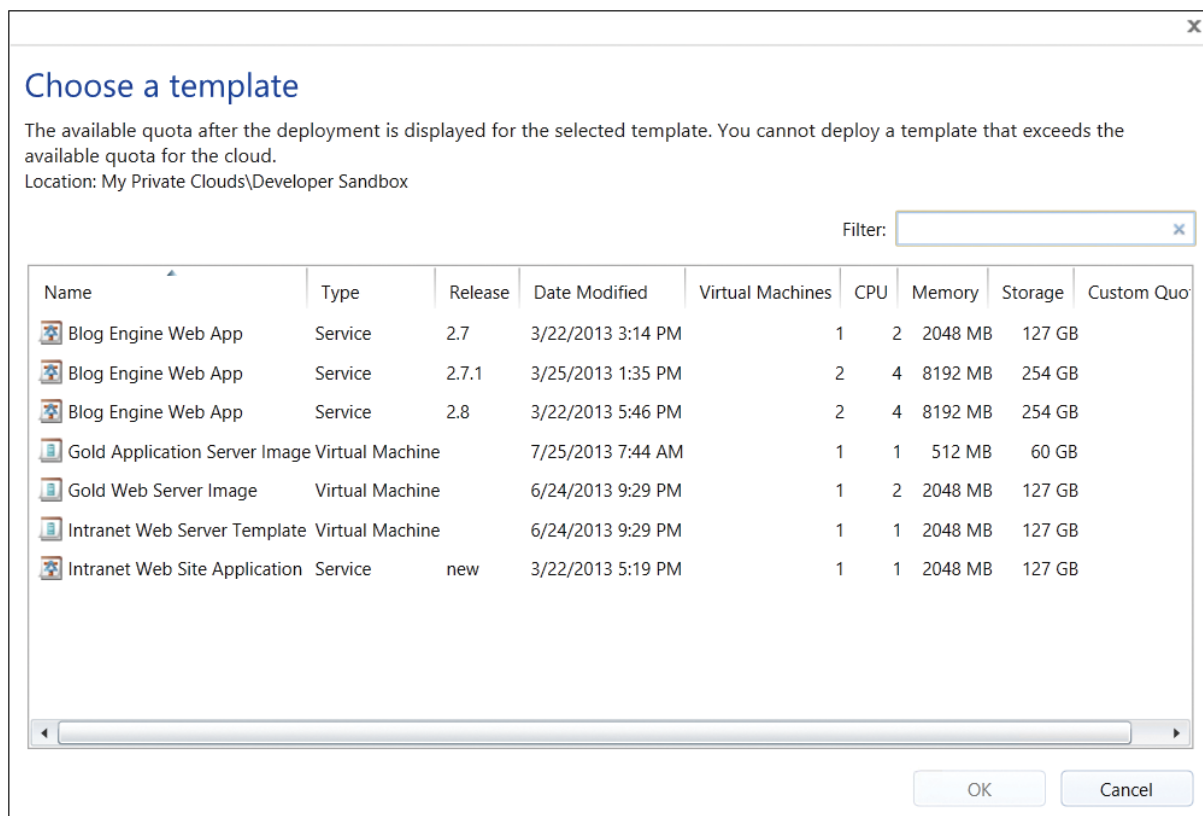 x
Choose a template
The available quota after the deployment is displayed for the selected template. You cannot deploy a template that exceeds the
available quota for the cloud.
Location: My Private Clouds\Developer Sandbox
Filter: x
Name Type Release Date Modified Virtual Machines CPU Memory Storage Custom Quo
Blog Engine Web App Service 2.7 3/22/2013 3:14 PM 1 2 2048 MB 127 GB
Blog Engine Web App Service 2.7.1 3/25/2013 1:35 PM 2 4 8192 MB 254 GB
Blog Engine Web App Service 2.8 3/22/2013 5:46 PM 2 4 8192 MB 254 GB
Gold Application Server Image Virtual Machine 7/25/2013 7:44 AM 1 1 512 MB 60 GB
Gold Web Server Image Virtual Machine 6/24/2013 9:29 PM 1 2 2048 MB 127 GB
Intranet Web Server Template Virtual Machine 6/24/2013 9:29 PM 1 1 2048 MB 127 GB
Intranet Web Site Application Service new 3/22/2013 5:19 PM 1 1 2048 MB 127 GB
OK Cancel